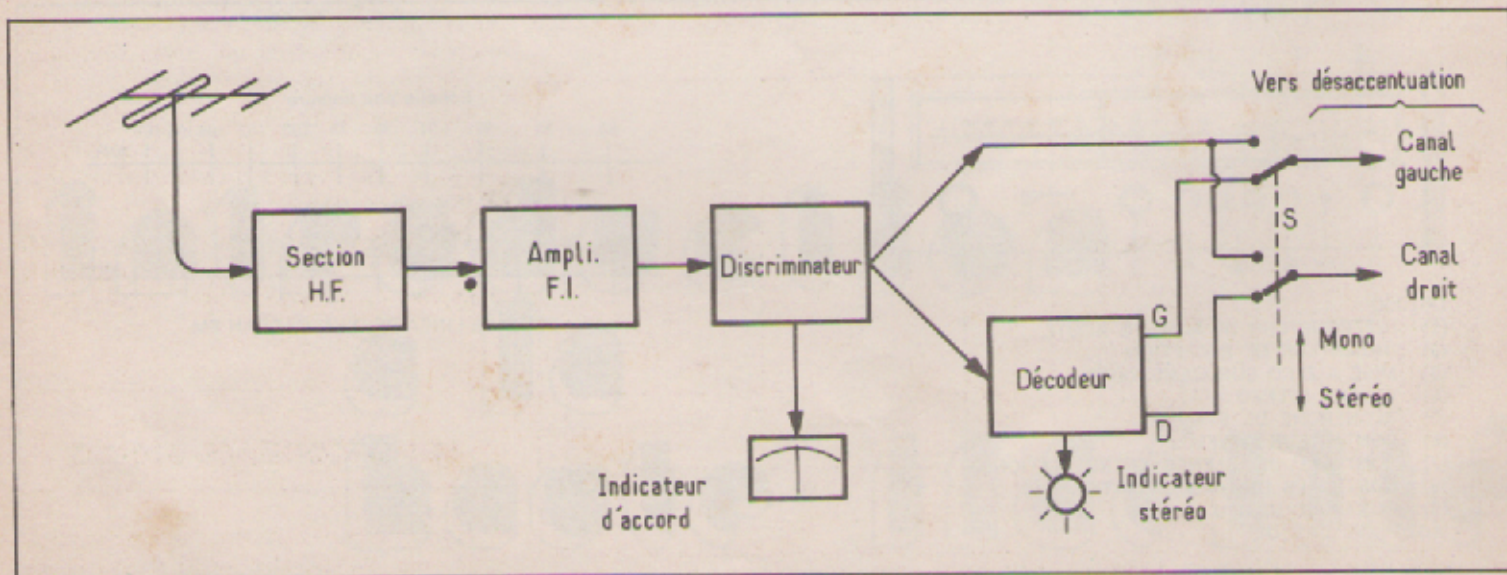 Vers désaccentuation
Canal
gauche
S
Section
H.F.
Ampli.
F.I.
Discriminateur
Canal
droit
G
Décodeur
D
Mono
Stéréo
Indicateur
d'accord
Indicateur
stéréo